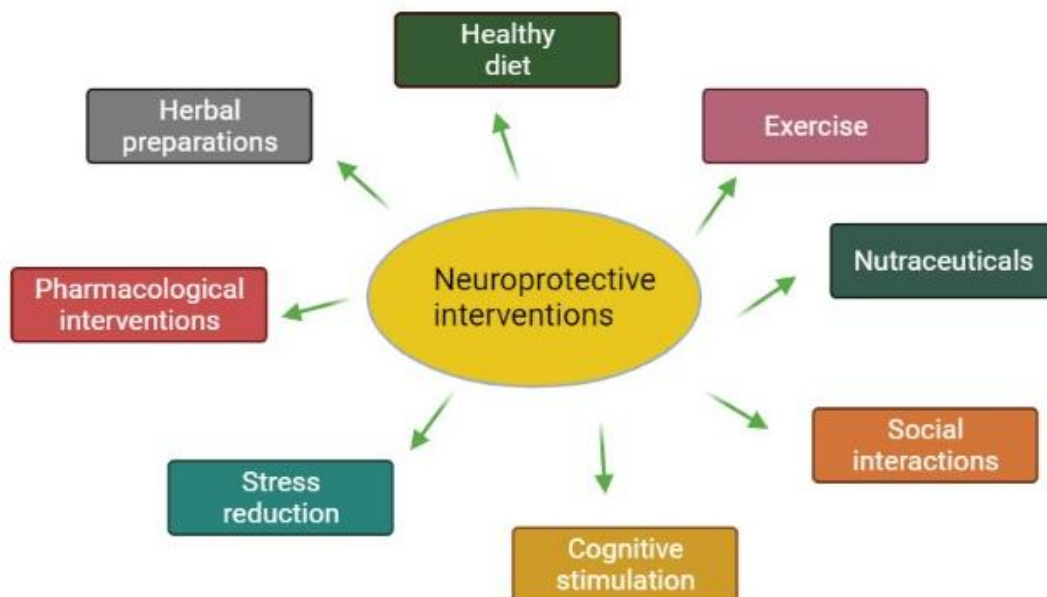 Healthy
diet
Herbal
preparations
Exercise
Neuroprotective
interventions
Nutraceuticals
Pharmacological
interventions
Social
interactions
Stress
reduction
Cognitive
stimulation